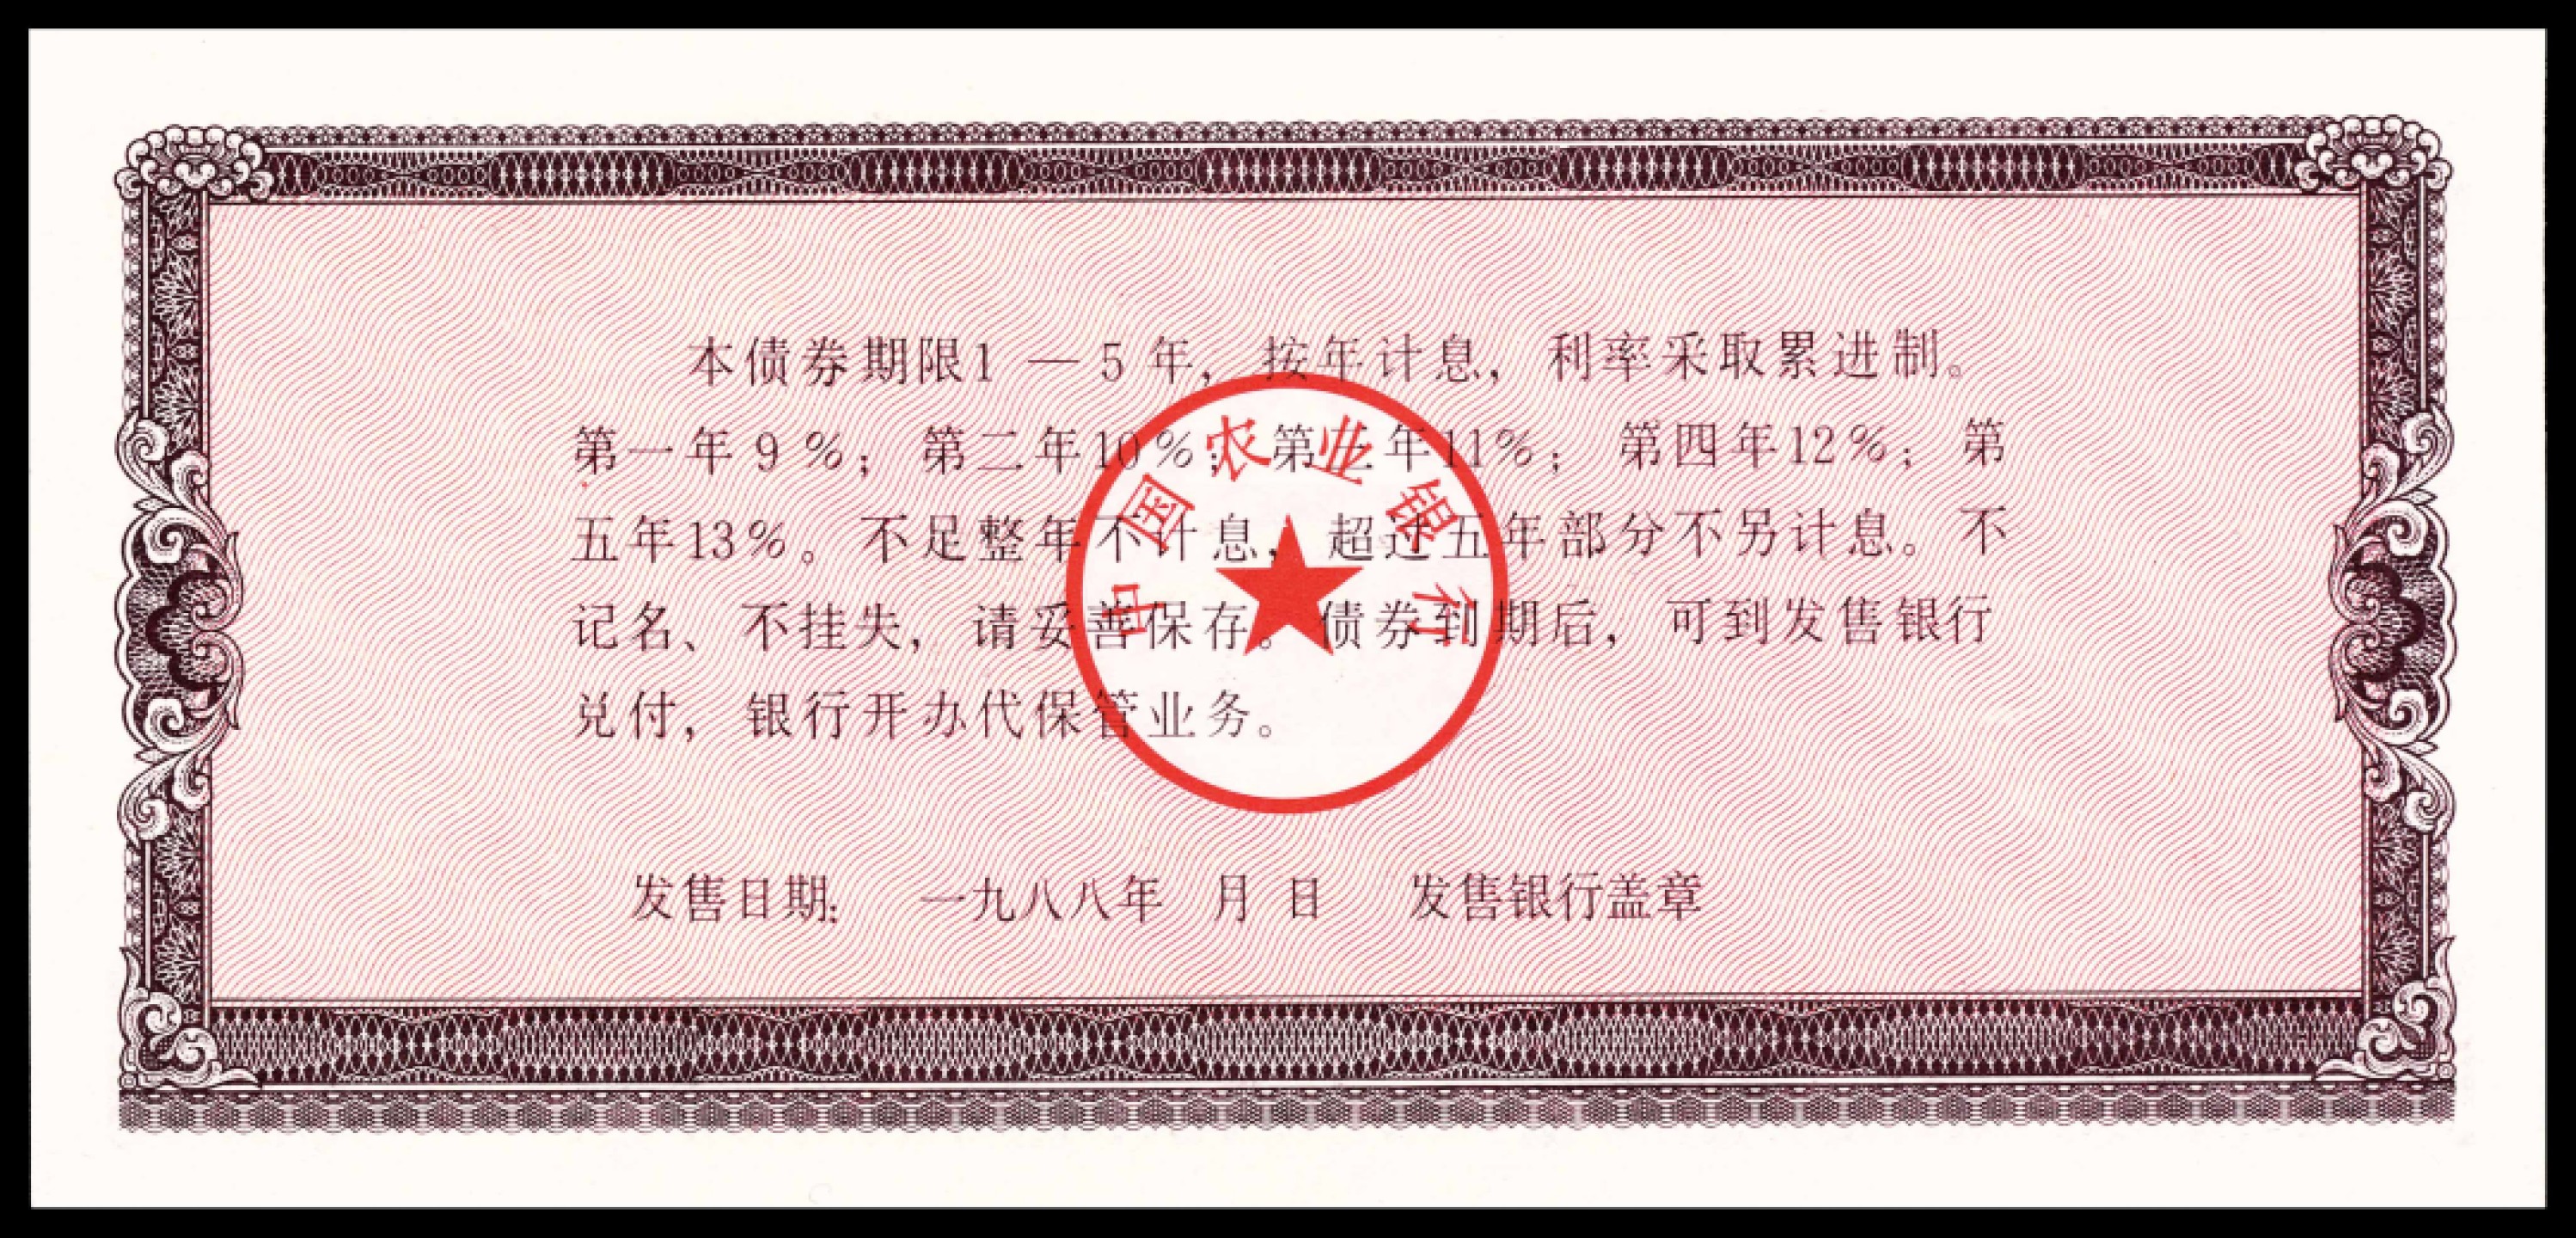 本债券期限1—5年，按年计息，利率采取累进制。
第一年9%；第二年10%；第三年11%；第四年12%；第
五年13%。不足整年不计息，超过五年部分不另计息。不
记名、不挂失，请妥善保存。债券到期后，可到发售银行
兑付，银行开办代保管业务。
中国农业银行
发售日期：一九八八年 月 日 发售银行盖章